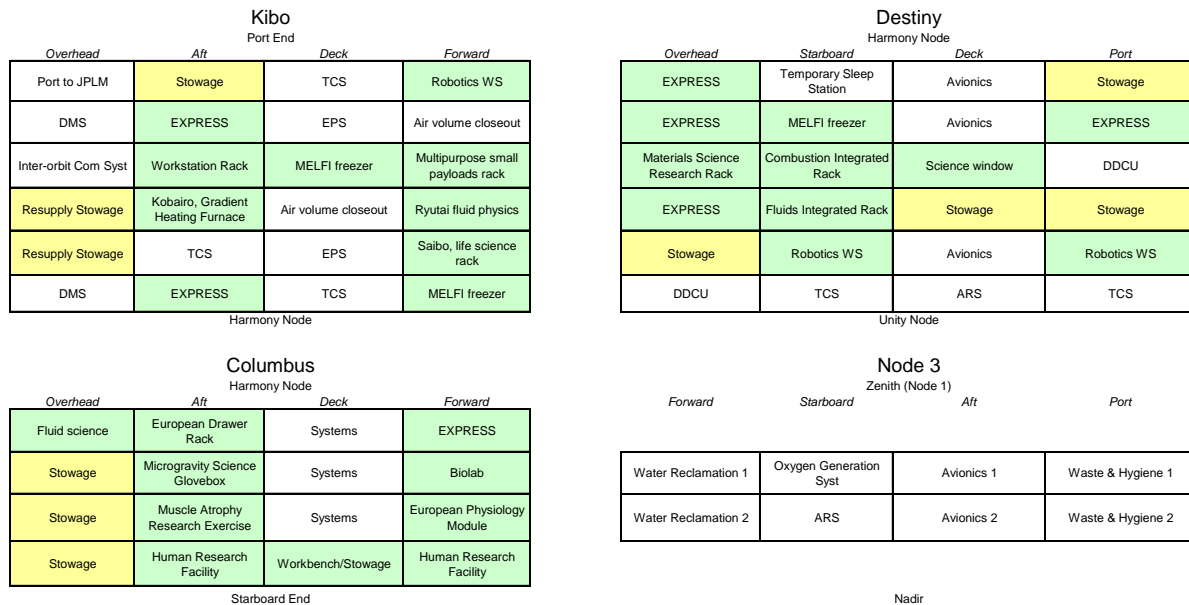 Kibo
Port End
Overhead Aft Deck Forward
Port to JPLM Stowage TCS Robotics WS
DMS EXPRESS EPS Air volume closeout
Inter-orbit Com Syst Workstation Rack MELFI freezer Multipurpose small
payloads rack
Resupply Stowage Kobairo, Gradient
Heating Furnace Air volume closeout Ryutai fluid physics
Resupply Stowage TCS EPS Saibo, life science
rack
DMS EXPRESS TCS MELFI freezer
Harmony Node
Destiny
Harmony Node
Overhead Starboard Deck Port
EXPRESS Temporary Sleep
Station Avionics Stowage
EXPRESS MELFI freezer Avionics EXPRESS
Materials Science
Research Rack Combustion Integrated
Rack Science window DDCU
EXPRESS Fluids Integrated Rack Stowage Stowage
Stowage Robotics WS Avionics Robotics WS
DDCU TCS ARS TCS
Unity Node
Columbus
Harmony Node
Overhead Aft Deck Forward
Fluid science European Drawer
Rack Systems EXPRESS
Stowage Microgravity Science
Glovebox Systems Biolab
Stowage Muscle Atrophy
Research Exercise Systems European Physiology
Module
Stowage Human Research
Facility Workbench/Stowage Human Research
Facility
Starboard End
Node 3
Zenith (Node 1)
Forward Starboard Aft Port
Water Reclamation 1 Oxygen Generation
Syst Avionics 1 Waste & Hygiene 1
Water Reclamation 2 ARS Avionics 2 Waste & Hygiene 2
Nadir